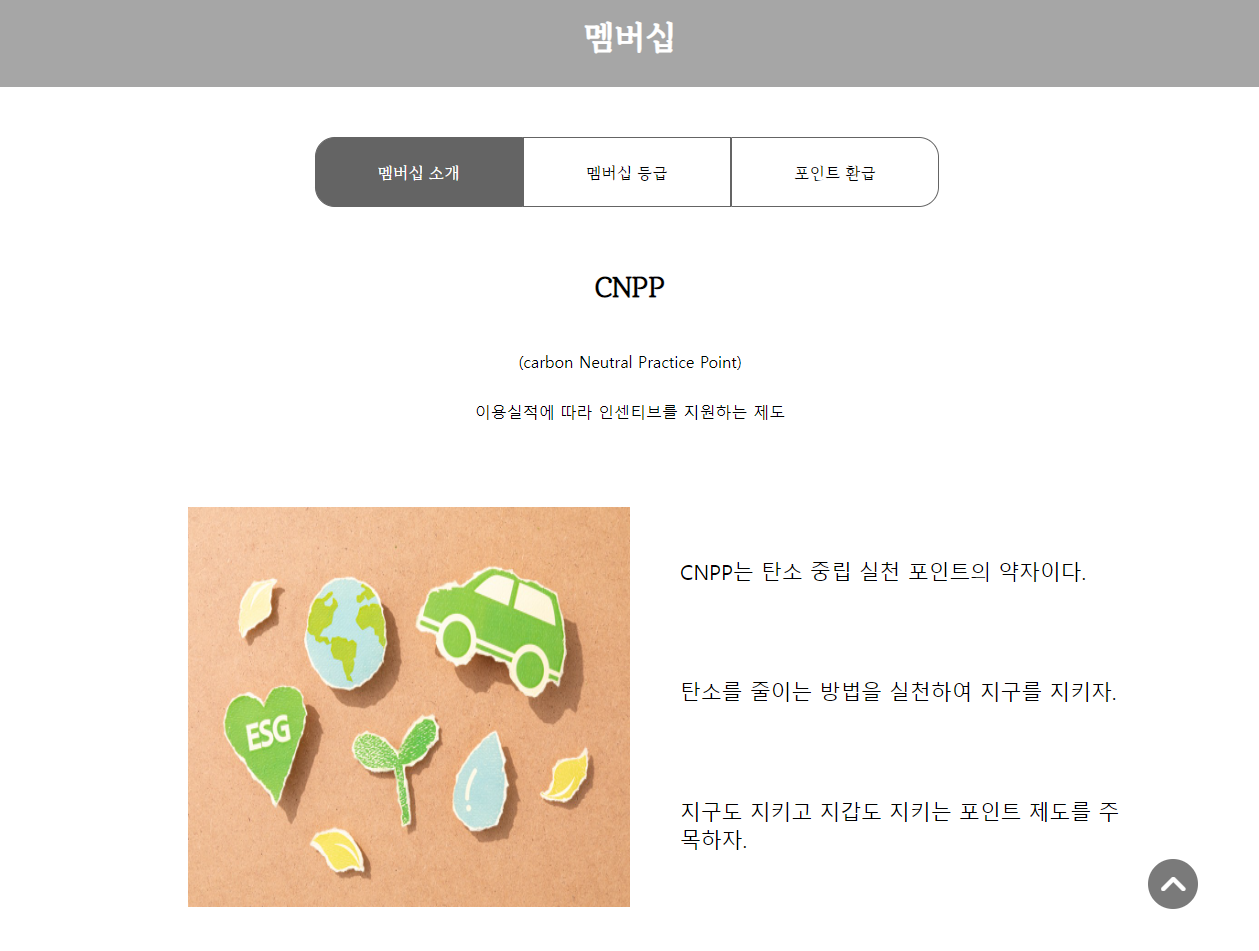 멤버십
멤버십 소개
멤버십 등급
포인트 환급
CNPP
(carbon Neutral Practice Point)
이용실적에 따라 인센티브를 지원하는 제도
CNPP는 탄소 중립 실천 포인트의 약자이다.
ESG
탄소를 줄이는 방법을 실천하여 지구를 지키자.
지구도 지키고 지갑도 지키는 포인트 제도를 주
목하자.